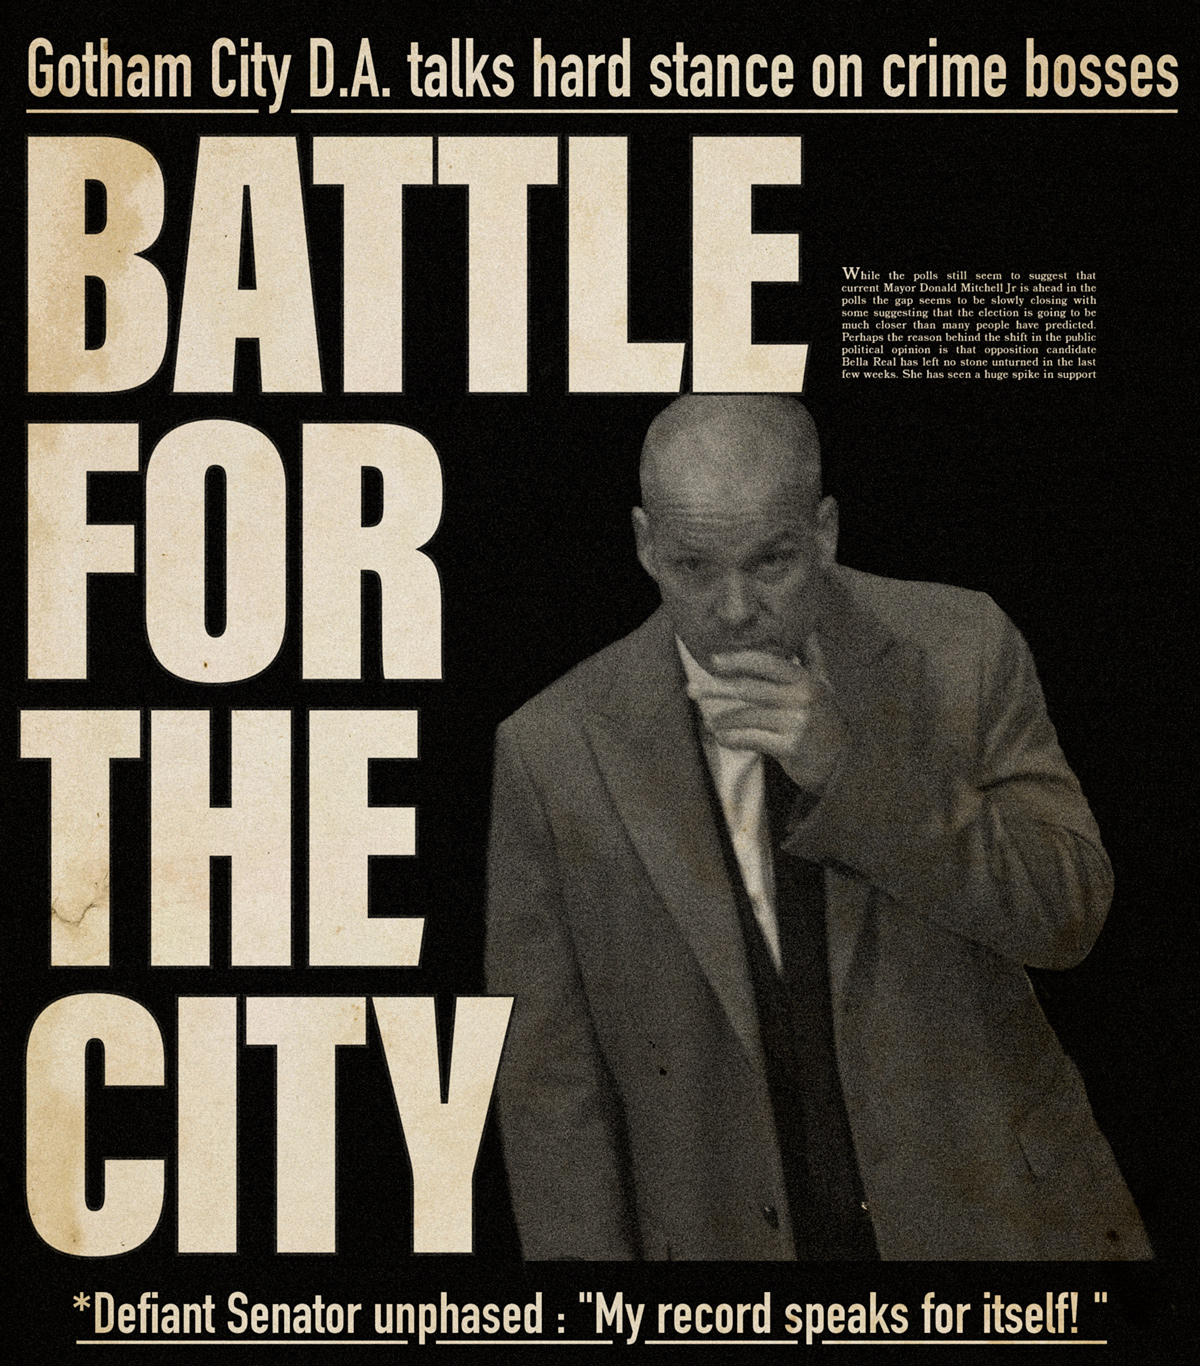 Gotham City D.A. talks hard stance on crime bosses
BATTLE
While the polls still seem to suggest that
current Mayor Donald Mitchell Jr is ahead in the
polls the gap seems to be slowly closing with
some suggesting that the election is going to be
much closer than many people have predicted.
Perhaps the reason behind the shift in the public
political opinion is that opposition candidate
Bella Real has left no stone unturned in the last
few weeks. She has seen a huge spike in support
FOR
THE
CITY
*Defiant Senator unphased : "My record speaks for itself! "